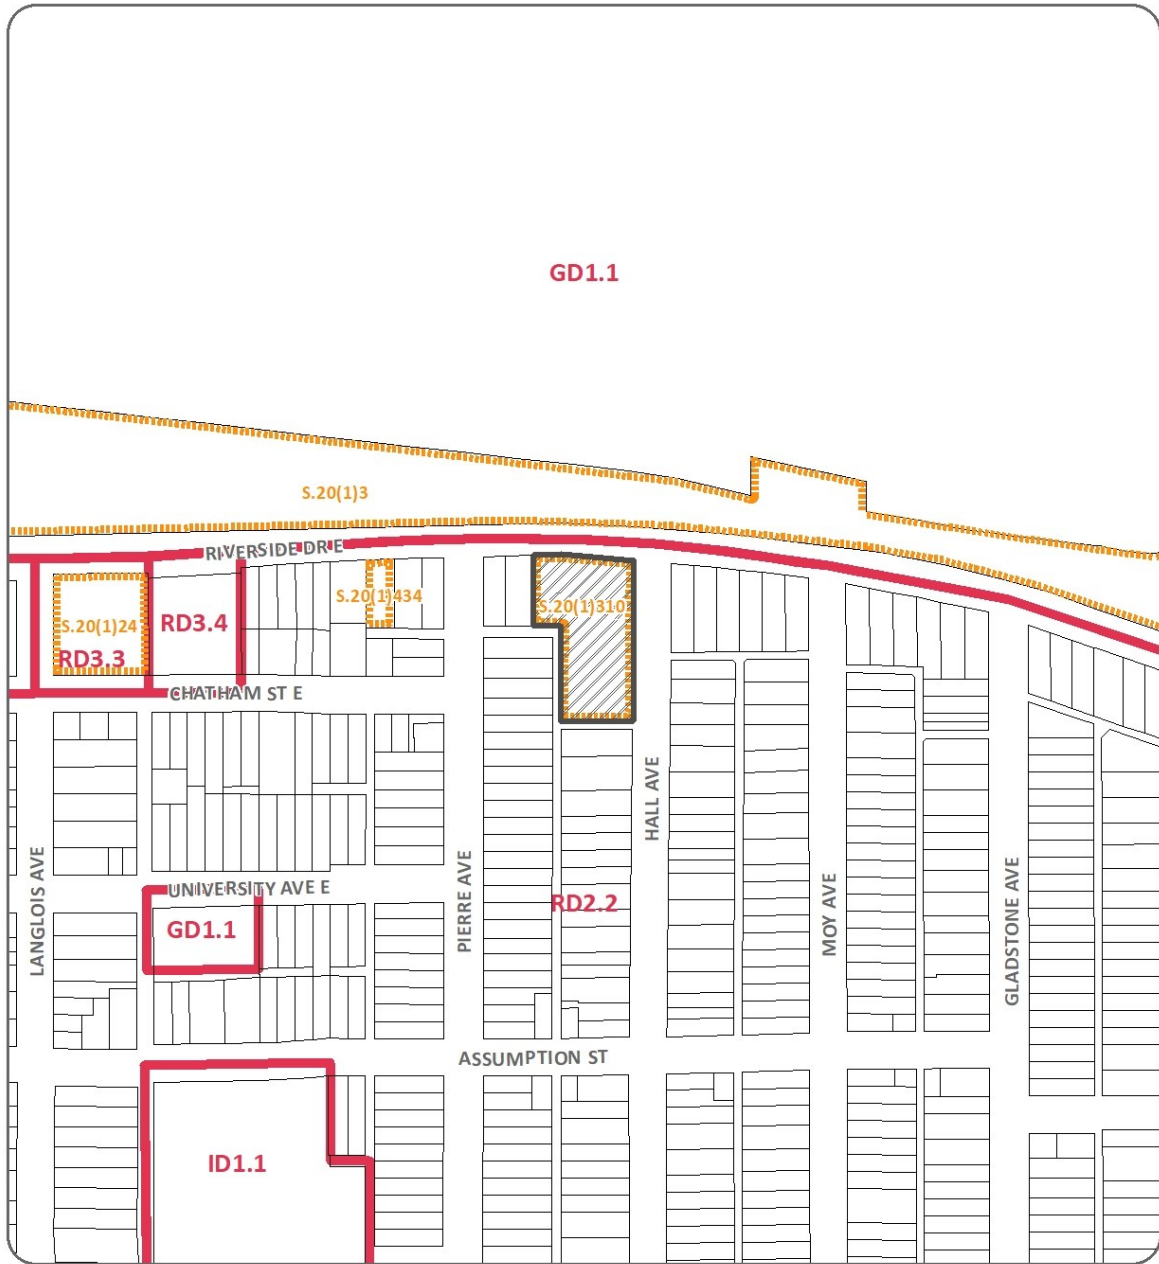 GD1.1
S.20(1)3
RIVERSIDE DR E
S.20(1)434
S.20(1)310
S.20(1)24
RD3.4
RD3.3
CHATHAM ST E
HALL AVE
LANGLOIS AVE
UNIVERSITY AVE E
PIERRE AVE
RD2.2
MOY AVE
GLADSTONE AVE
GD1.1
ASSUMPTION ST
ID1.1